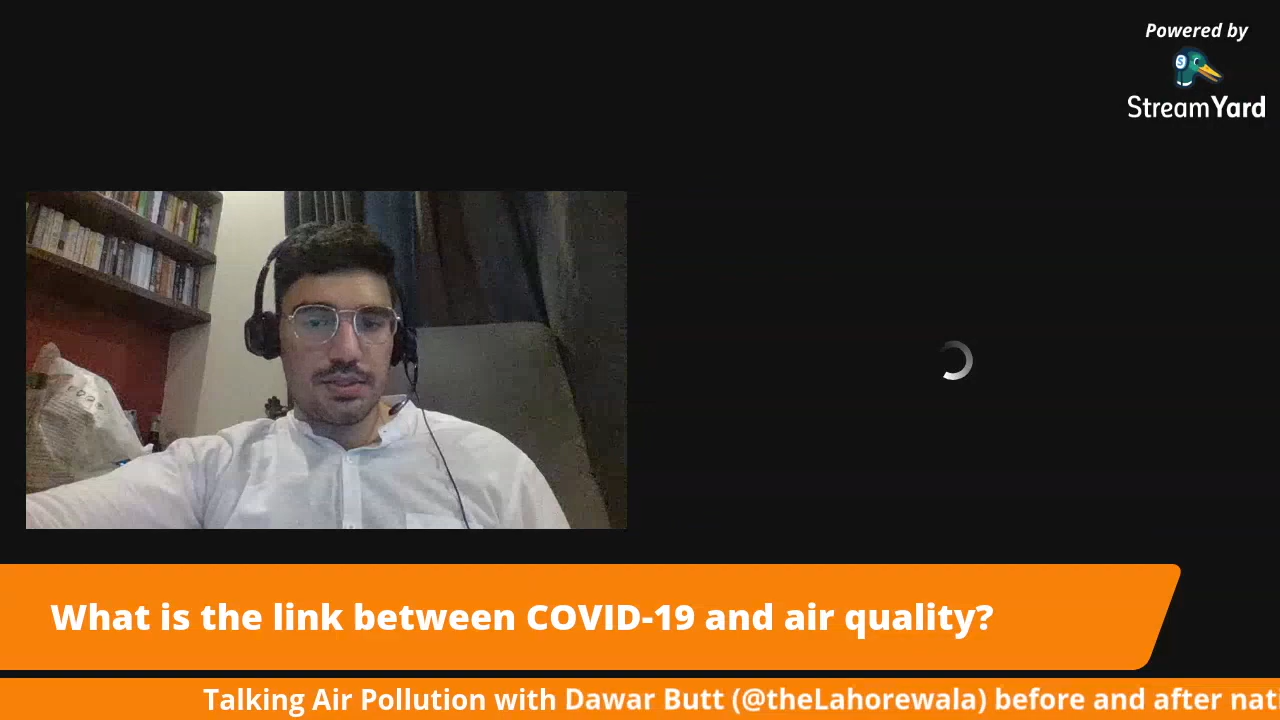 Powered by
StreamYard
What is the link between COVID-19 and air quality?
Talking Air Pollution with Dawar Butt (@theLahorewala) before and after nati